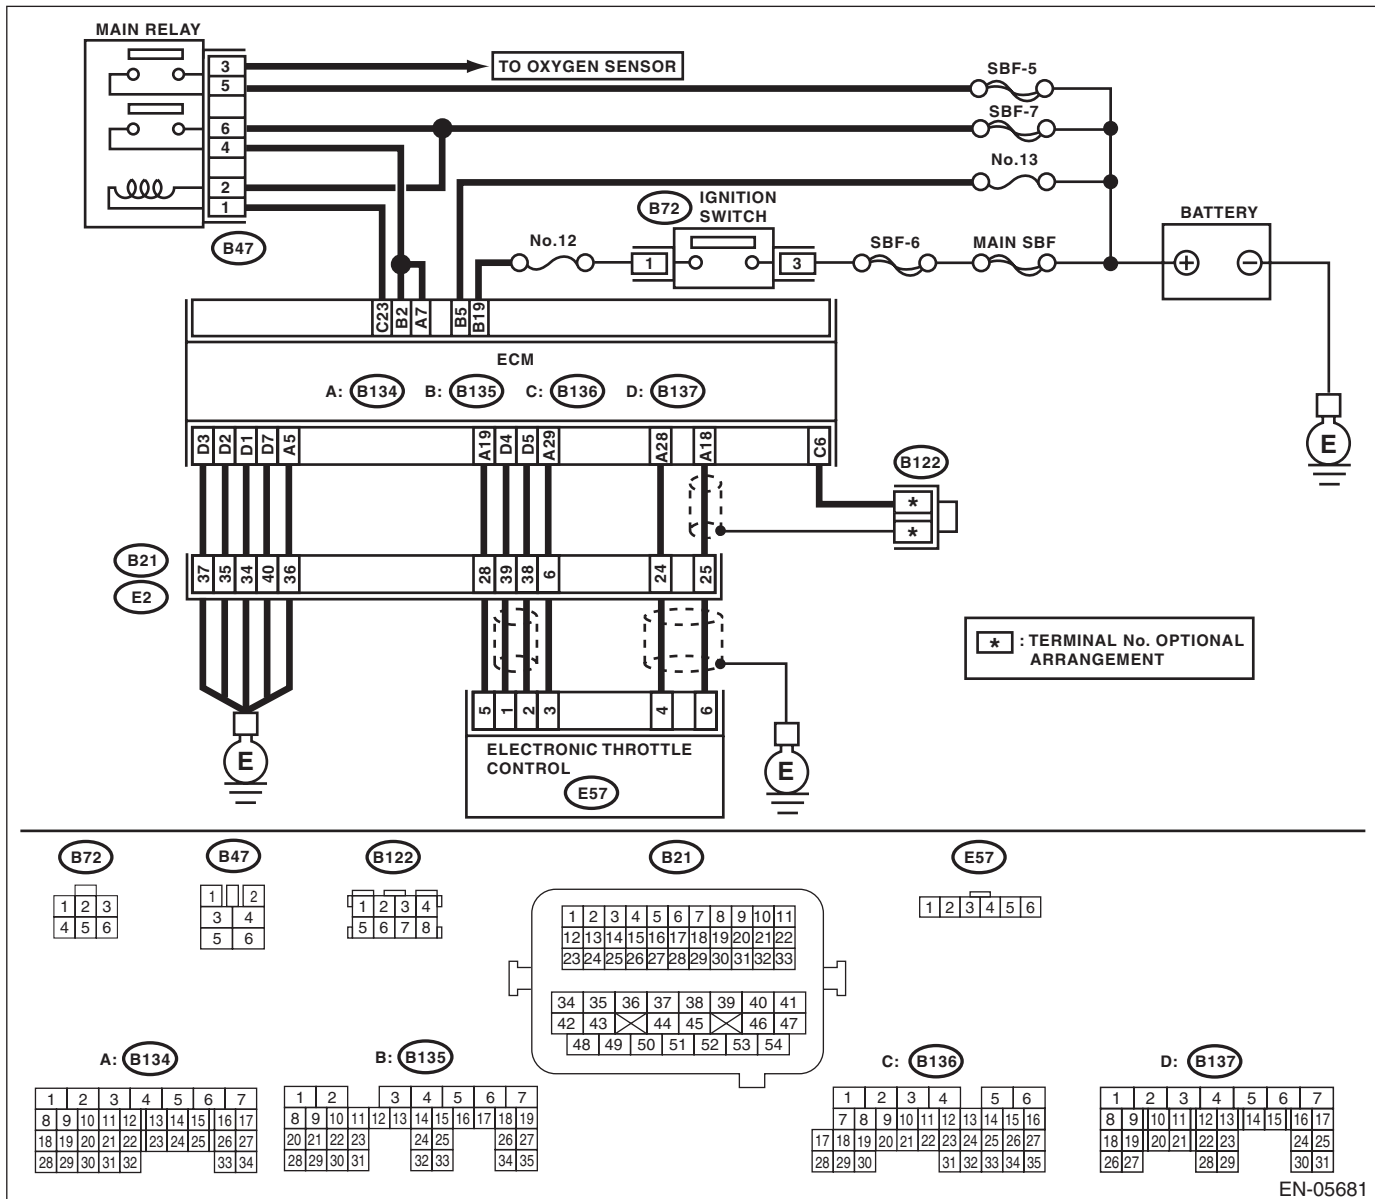 MAIN RELAY
3
TO OXYGEN SENSOR
5
SBF-5
6
SBF-7
4
No.13
2
1
B47
B72
IGNITION
SWITCH
No.12
1
3
SBF-6
MAIN SBF
BATTERY
+ −
E
C23 B2 A7 B5 B19
ECM
A: B134 B: B135 C: B136 D: B137
D3 D2 D1 D7 A5 A19 D4 D5 A29 A28 A18 C6
B122
*
*
B21
E2
37 35 34 40 36 28 39 38 6 24 25
* : TERMINAL No. OPTIONAL
ARRANGEMENT
5 1 2 3 4 6
ELECTRONIC THROTTLE
CONTROL
E57
E
E
B72
1 2 3
4 5 6
B47
1 2
3 4
5 6
B122
1 2 3 4
5 6 7 8
B21
1 2 3 4 5 6 7 8 9 10 11
12 13 14 15 16 17 18 19 20 21 22
23 24 25 26 27 28 29 30 31 32 33
34 35 36 37 38 39 40 41
42 43 44 45 46 47
48 49 50 51 52 53 54
E57
1 2 3 4 5 6
A: B134
1 2 3 4 5 6 7
8 9 10 11 12 13 14 15 16 17
18 19 20 21 22 23 24 25 26 27
28 29 30 31 32 33 34
B: B135
1 2 3 4 5 6 7
8 9 10 11 12 13 14 15 16 17 18 19
20 21 22 23 24 25 26 27
28 29 30 31 32 33 34 35
C: B136
1 2 3 4 5 6
7 8 9 10 11 12 13 14 15 16
17 18 19 20 21 22 23 24 25 26 27
28 29 30 31 32 33 34 35
D: B137
1 2 3 4 5 6 7
8 9 10 11 12 13 14 15 16 17
18 19 20 21 22 23 24 25
26 27 28 29 30 31
EN-05681